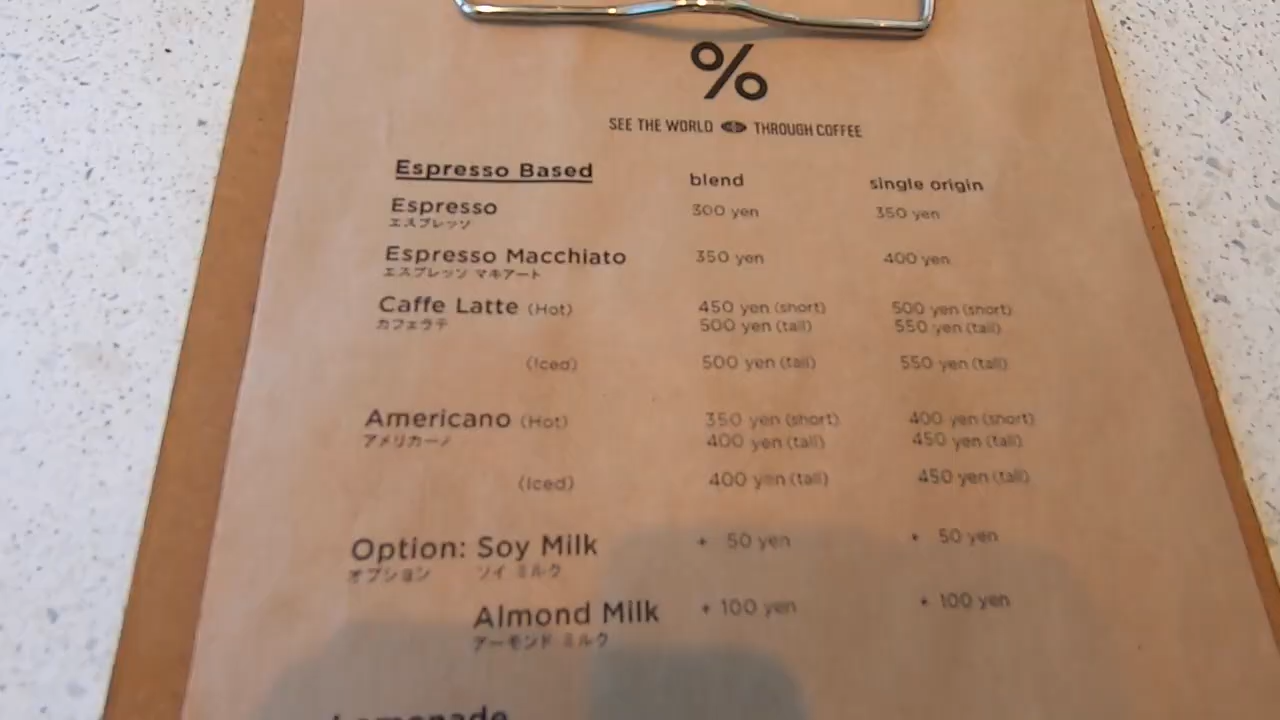 %
SEE THE WORLD THROUGH COFFEE
Espresso Based blend single origin
Espresso 300 yen 350 yen
エスプレッソ
Espresso Macchiato 350 yen 400 yen
エスプレッソ マキアート
Caffe Latte (Hot) 450 yen (short) 500 yen (short)
カフェラテ 500 yen (tall) 550 yen (tall)
(Iced) 500 yen (tall) 550 yen (tall)
Americano (Hot) 350 yen (short) 400 yen (short)
アメリカーノ 400 yen (tall) 450 yen (tall)
(Iced) 400 yen (tall) 450 yen (tall)
Option: Soy Milk + 50 yen + 50 yen
オプション ソイ ミルク
Almond Milk + 100 yen + 100 yen
アーモンド ミルク
Lemonade